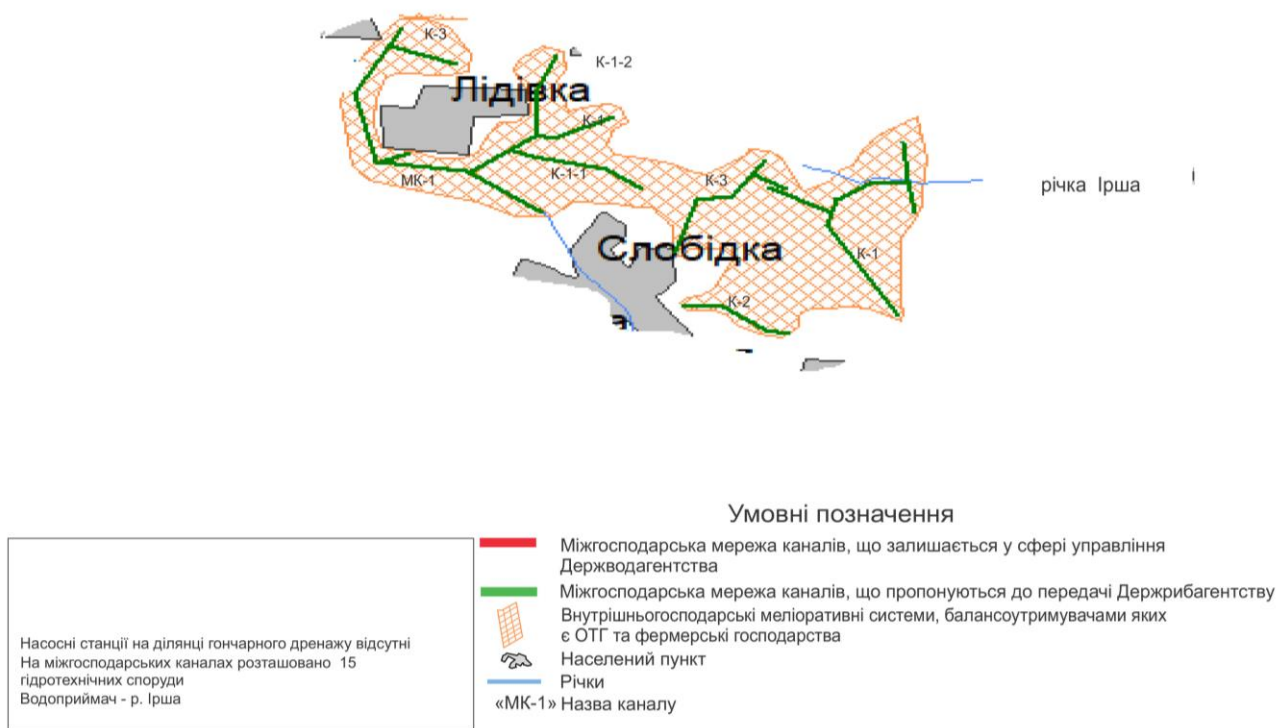 К-3
К-1-2
Лідівка
К-1
МК-1
К-1-1
К-3
річка Ірша
Слобідка
К-1
К-2
Умовні позначення
Міжгосподарська мережа каналів, що залишається у сфері управління
Держводагентства
Міжгосподарська мережа каналів, що пропонуються до передачі Держрибагентству
Внутрішньогосподарські меліоративні системи, балансоутримувачами яких
є ОТГ та фермерські господарства
Населений пункт
Річки
«МК-1» Назва каналу
Насосні станції на ділянці гончарного дренажу відсутні
На міжгосподарських каналах розташовано 15
гідротехнічних споруди
Водоприймач - р. Ірша